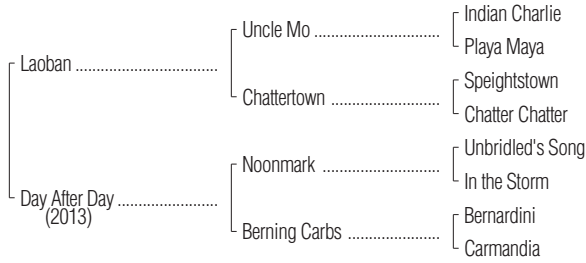 Indian Charlie
Uncle Mo ..............................
Playa Maya
Laoban ..................................
Speightstown
Chattertown ..........................
Chatter Chatter
Unbridled's Song
Noonmark ............................
In the Storm
Day After Day ........................
(2013)
Bernardini
Berning Carbs ......................
Carmandia